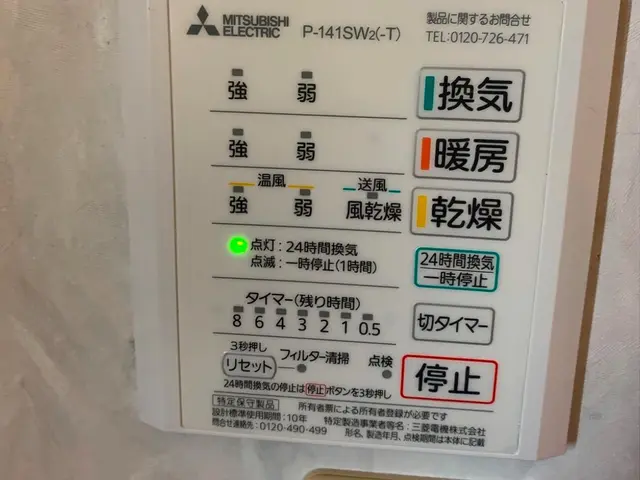 MITSUBISHI ELECTRIC P-141SW2(-T)
製品に関するお問合せ
TEL:0120-726-471
強 弱 換気
強 弱 暖房
温風 送風
強 弱 風乾燥 乾燥
点灯：24時間換気
点滅：一時停止(1時間)
24時間換気
一時停止
タイマー(残り時間)
8 6 4 3 2 1 0.5
切タイマー
3秒押し
リセット フィルター清掃 点検
停止
24時間換気の停止は 停止 ボタンを3秒押し
特定保守製品 所有者票による所有者登録が必要です
設計標準使用期間：10年 特定製造事業者等名：三菱電機株式会社
問合せ連絡先：0120-490-499 形名、製造年月、点検期間は本体に記載